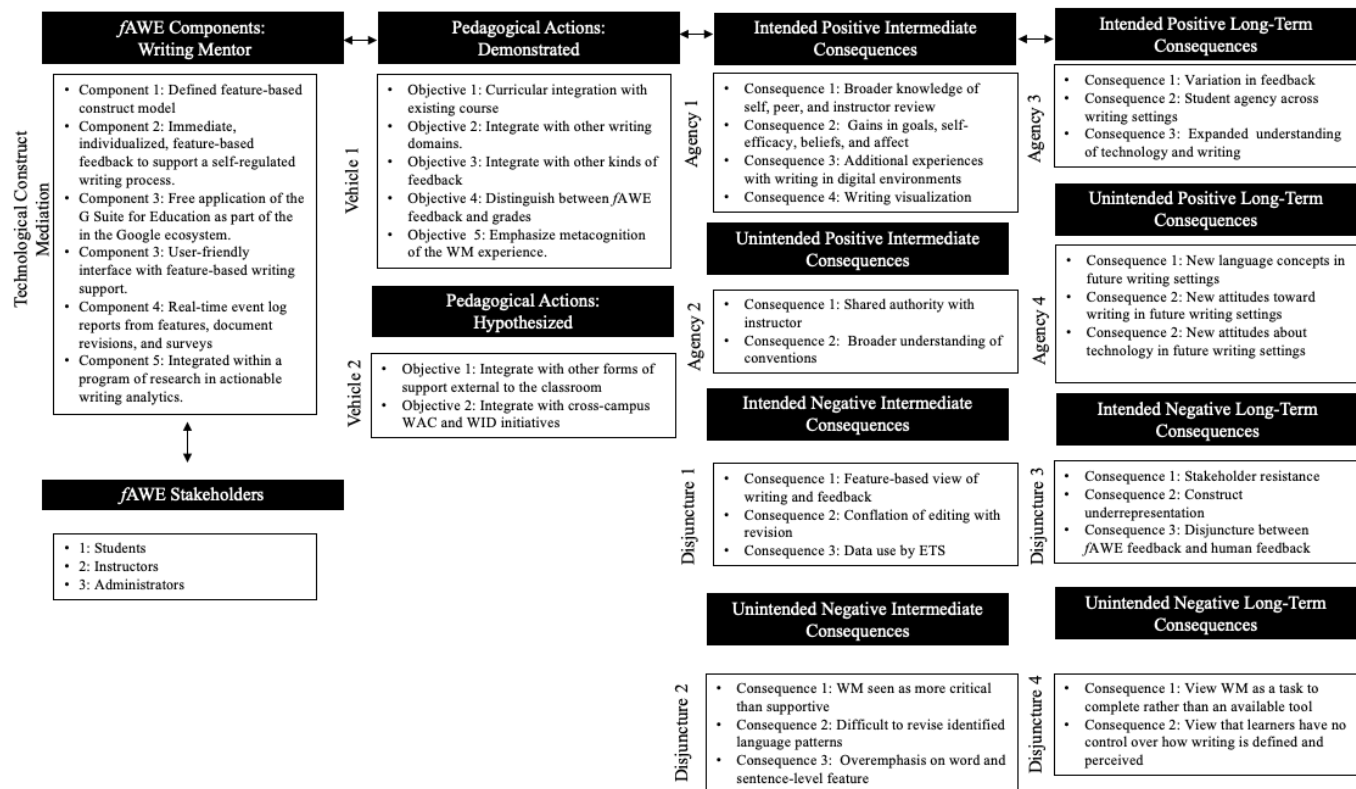 fAWE Components:
Writing Mentor
Technological Construct
Mediation
• Component 1: Defined feature-based
construct model
• Component 2: Immediate,
individualized, feature-based
feedback to support a self-regulated
writing process.
• Component 3: Free application of the
G Suite for Education as part of the
in the Google ecosystem.
• Component 3: User-friendly
interface with feature-based writing
support.
• Component 4: Real-time event log
reports from features, document
revisions, and surveys
• Component 5: Integrated within a
program of research in actionable
writing analytics.
fAWE Stakeholders
• 1: Students
• 2: Instructors
• 3: Administrators
Pedagogical Actions:
Demonstrated
Vehicle 1
• Objective 1: Curricular integration with
existing course
• Objective 2: Integrate with other writing
domains.
• Objective 3: Integrate with other kinds of
feedback
• Objective 4: Distinguish between fAWE
feedback and grades
• Objective 5: Emphasize metacognition
of the WM experience.
Pedagogical Actions:
Hypothesized
Vehicle 2
• Objective 1: Integrate with other forms of
support external to the classroom
• Objective 2: Integrate with cross-campus
WAC and WID initiatives
Intended Positive Intermediate
Consequences
Agency 1
• Consequence 1: Broader knowledge of
self, peer, and instructor review
• Consequence 2: Gains in goals, self-
efficacy, beliefs, and affect
• Consequence 3: Additional experiences
with writing in digital environments
• Consequence 4: Writing visualization
Unintended Positive Intermediate
Consequences
Agency 2
• Consequence 1: Shared authority with
instructor
• Consequence 2: Broader understanding of
conventions
Intended Negative Intermediate
Consequences
Disjuncture 1
• Consequence 1: Feature-based view of
writing and feedback
• Consequence 2: Conflation of editing with
revision
• Consequence 3: Data use by ETS
Unintended Negative Intermediate
Consequences
Disjuncture 2
• Consequence 1: WM seen as more critical
than supportive
• Consequence 2: Difficult to revise identified
language patterns
• Consequence 3: Overemphasis on word and
sentence-level feature
Intended Positive Long-Term
Consequences
Agency 3
• Consequence 1: Variation in feedback
• Consequence 2: Student agency across
writing settings
• Consequence 3: Expanded understanding
of technology and writing
Unintended Positive Long-Term
Consequences
Agency 4
• Consequence 1: New language concepts in
future writing settings
• Consequence 2: New attitudes toward
writing in future writing settings
• Consequence 2: New attitudes about
technology in future writing settings
Intended Negative Long-Term
Consequences
Disjuncture 3
• Consequence 1: Stakeholder resistance
• Consequence 2: Construct
underrepresentation
• Consequence 3: Disjuncture between
fAWE feedback and human feedback
Unintended Negative Long-Term
Consequences
Disjuncture 4
• Consequence 1: View WM as a task to
complete rather than an available tool
• Consequence 2: View that learners have no
control over how writing is defined and
perceived